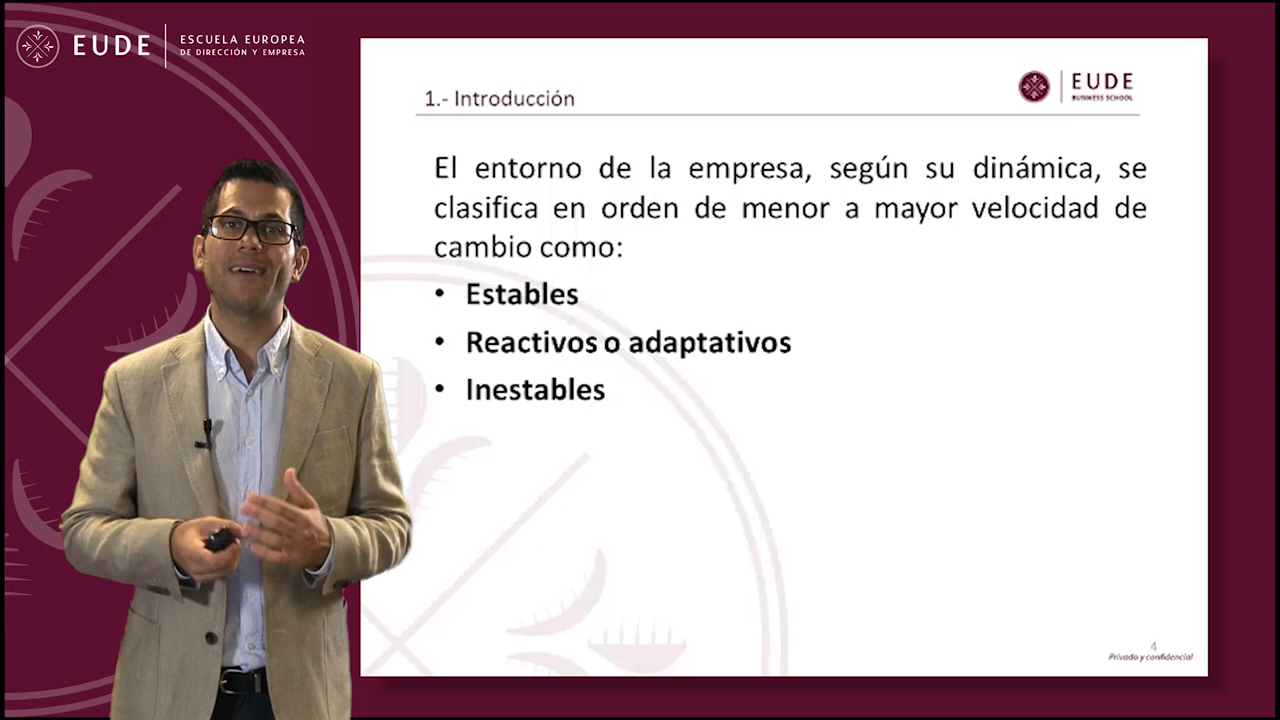 EUDE
ESCUELA EUROPEA
DE DIRECCIÓN Y EMPRESA
1.- Introducción
EUDE
BUSINESS SCHOOL
El entorno de la empresa, según su dinámica, se
clasifica en orden de menor a mayor velocidad de
cambio como:
• Estables
• Reactivos o adaptativos
• Inestables
4
Privado y confidencial